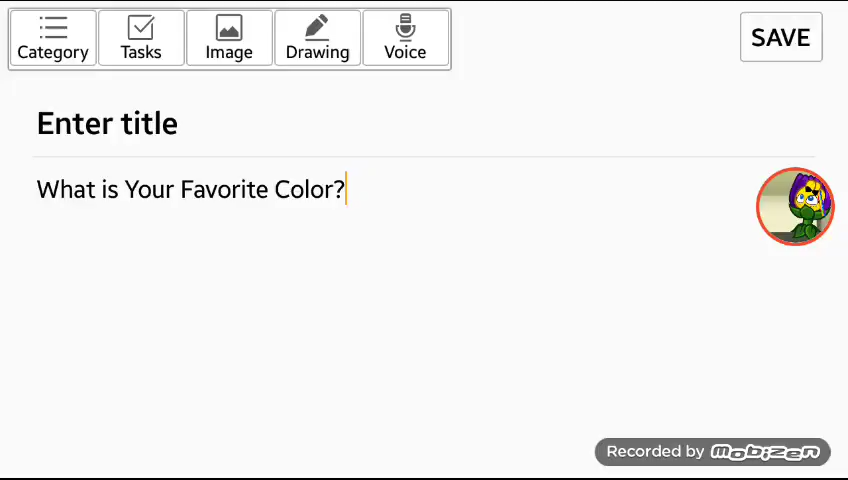 Category Tasks Image Drawing Voice SAVE
Enter title
What is Your Favorite Color?
Recorded by mobizen